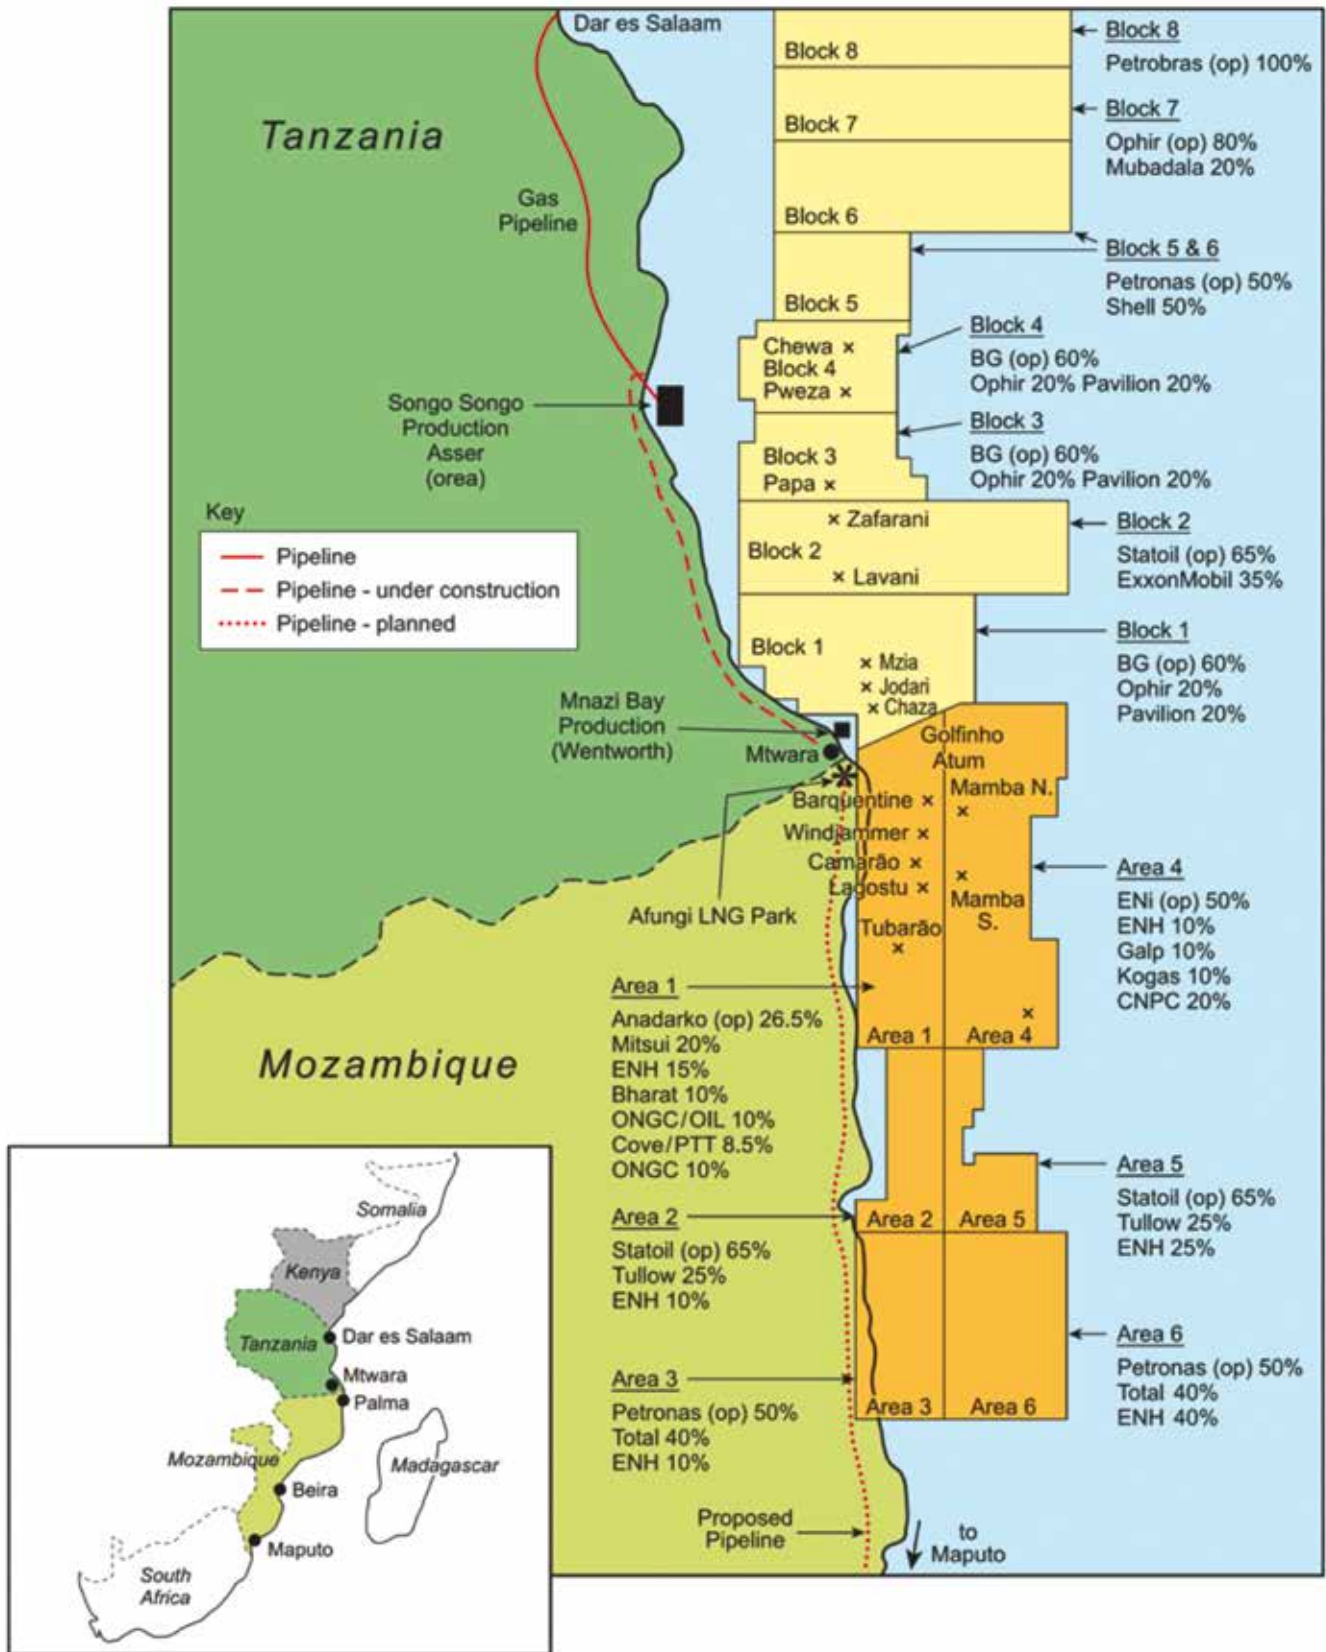 Dar es Salaam
Tanzania
Gas
Pipeline
Songo Songo
Production
Asser
(orea)
Key
Pipeline
Pipeline - under construction
Pipeline - planned
Mnazi Bay
Production
(Wentworth)
Mtwara
Afungi LNG Park
Mozambique
Block 8
Block 7
Block 6
Block 5
Chewa
Block 4
Pweza
Block 3
Papa
Zafarani
Block 2
Lavani
Block 1
Mzia
Jodari
Chaza
Golfinho
Atum
Barquentine
Mamba N.
Windjammer
Camarão
Lagostu
Mamba
S.
Tubarão
Area 1
Area 4
Area 2
Area 5
Area 3
Area 6
Block 8
Petrobras (op) 100%
Block 7
Ophir (op) 80%
Mubadala 20%
Block 5 & 6
Petronas (op) 50%
Shell 50%
Block 4
BG (op) 60%
Ophir 20% Pavilion 20%
Block 3
BG (op) 60%
Ophir 20% Pavilion 20%
Block 2
Statoil (op) 65%
ExxonMobil 35%
Block 1
BG (op) 60%
Ophir 20%
Pavilion 20%
Area 4
ENi (op) 50%
ENH 10%
Galp 10%
Kogas 10%
CNPC 20%
Area 1
Anadarko (op) 26.5%
Mitsui 20%
ENH 15%
Bharat 10%
ONGC/OIL 10%
Cove/PTT 8.5%
ONGC 10%
Area 2
Statoil (op) 65%
Tullow 25%
ENH 10%
Area 5
Statoil (op) 65%
Tullow 25%
ENH 25%
Area 3
Petronas (op) 50%
Total 40%
ENH 10%
Area 6
Petronas (op) 50%
Total 40%
ENH 40%
Proposed
Pipeline
to
Maputo
Somalia
Kenya
Tanzania
Dar es Salaam
Mtwara
Palma
Mozambique
Madagascar
Beira
Maputo
South
Africa